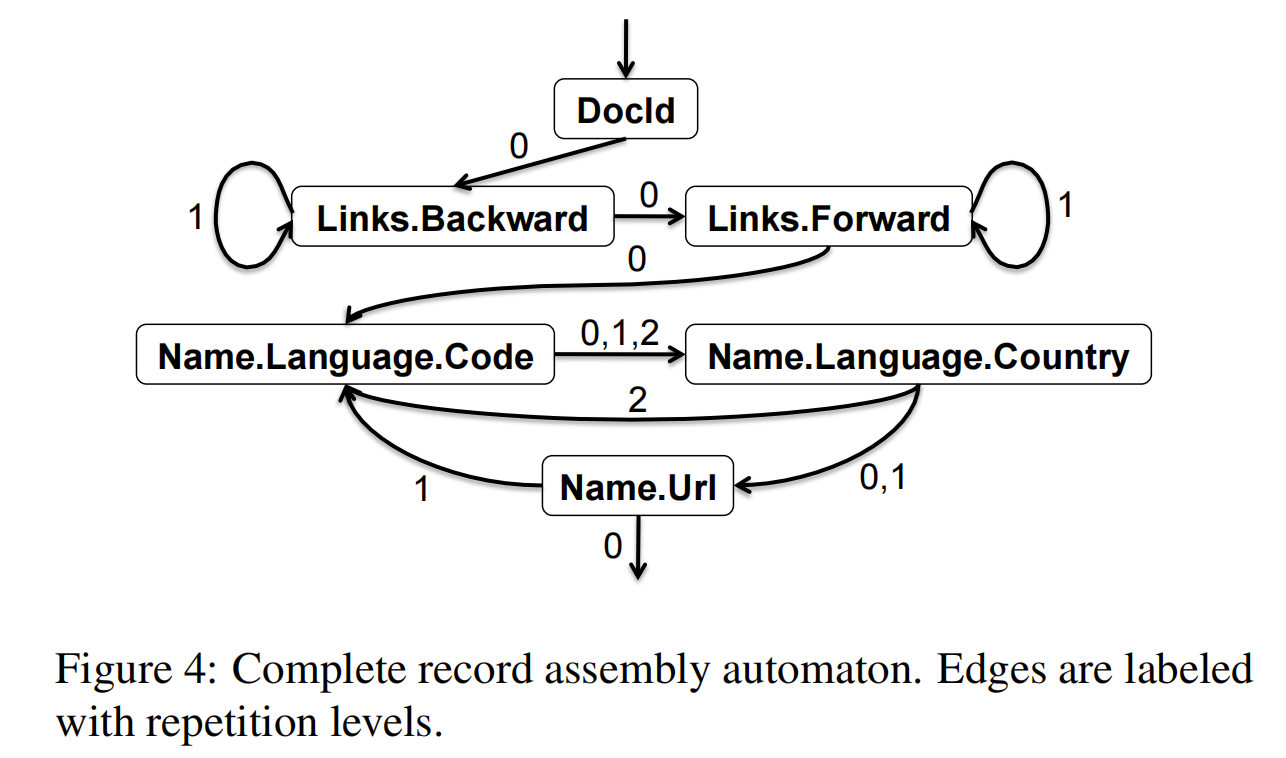 DocId
0
1
Links.Backward
0
Links.Forward
1
0
Name.Language.Code
0,1,2
Name.Language.Country
2
1
Name.Url
0,1
0
Figure 4: Complete record assembly automaton. Edges are labeled
with repetition levels.